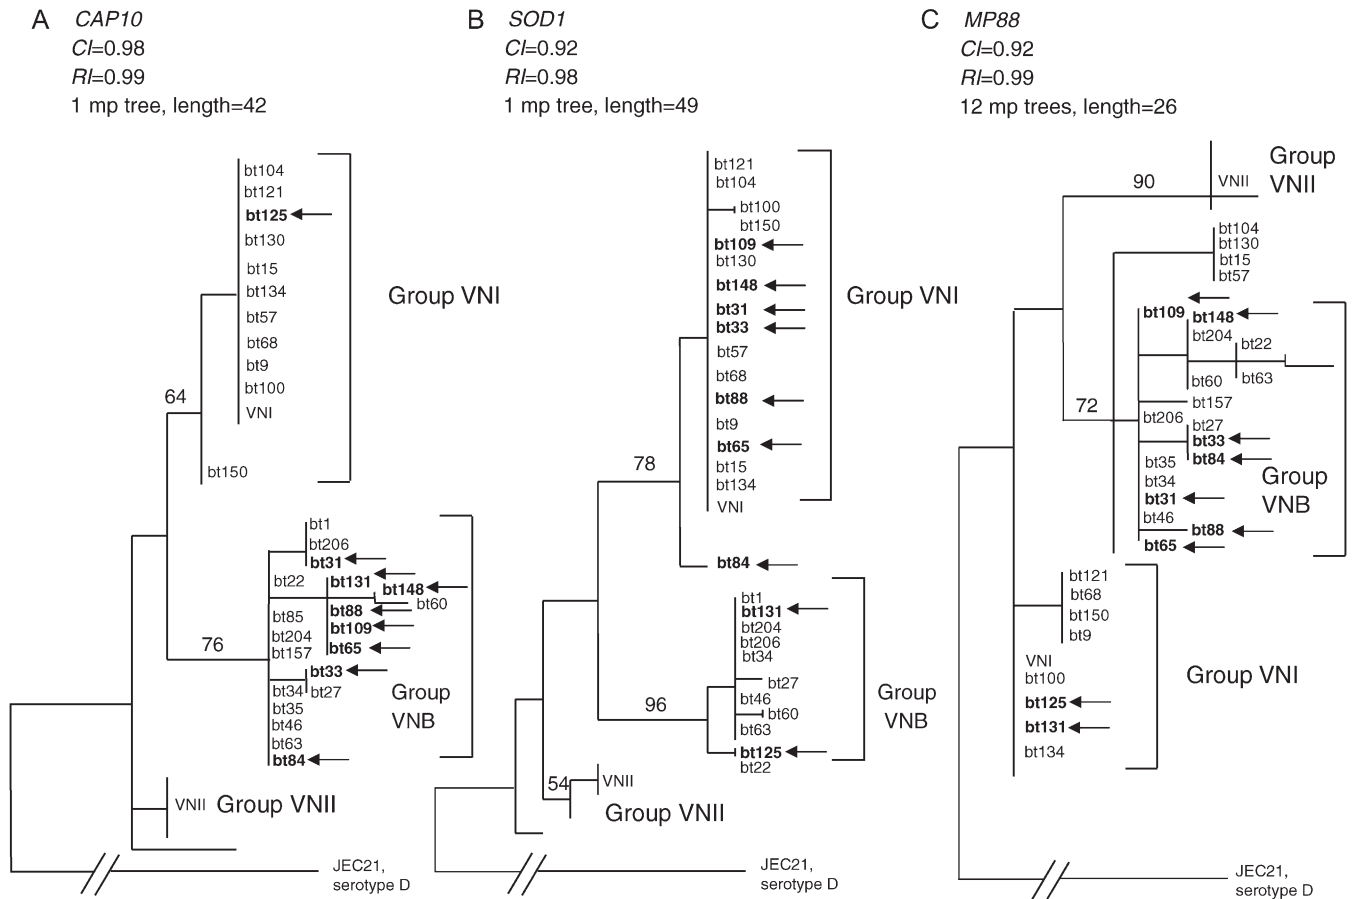 A
CAP10
CI=0.98
RI=0.99
1 mp tree, length=42
bt104
bt121
bt125
bt130
bt15
bt134
bt57
bt68
bt9
bt100
VNI
bt150
Group VNI
64
bt1
bt206
bt31
bt22
bt131
bt148
bt60
bt88
bt85
bt109
bt204
bt65
bt157
76
bt33
bt34
bt27
bt35
bt46
bt63
bt84
Group
VNB
VNII
Group VNII
JEC21,
serotype D
B
SOD1
CI=0.92
RI=0.98
1 mp tree, length=49
bt121
bt104
bt100
bt150
bt109
bt130
bt148
bt31
bt33
bt57
bt68
bt88
bt9
bt65
bt15
bt134
VNI
Group VNI
78
bt84
bt1
bt131
bt204
bt206
bt34
bt27
bt46
bt60
bt63
96
bt125
bt22
Group
VNB
54
VNII
Group VNII
JEC21,
serotype D
C
MP88
CI=0.92
RI=0.99
12 mp trees, length=26
90
VNII
Group
VNII
bt104
bt130
bt15
bt57
bt109
bt148
bt204
bt22
bt60
bt63
72
bt157
bt206
bt27
bt33
bt35
bt84
bt34
bt31
bt46
bt88
bt65
Group
VNB
bt121
bt68
bt150
bt9
VNI
bt100
bt125
bt131
bt134
Group VNI
JEC21,
serotype D